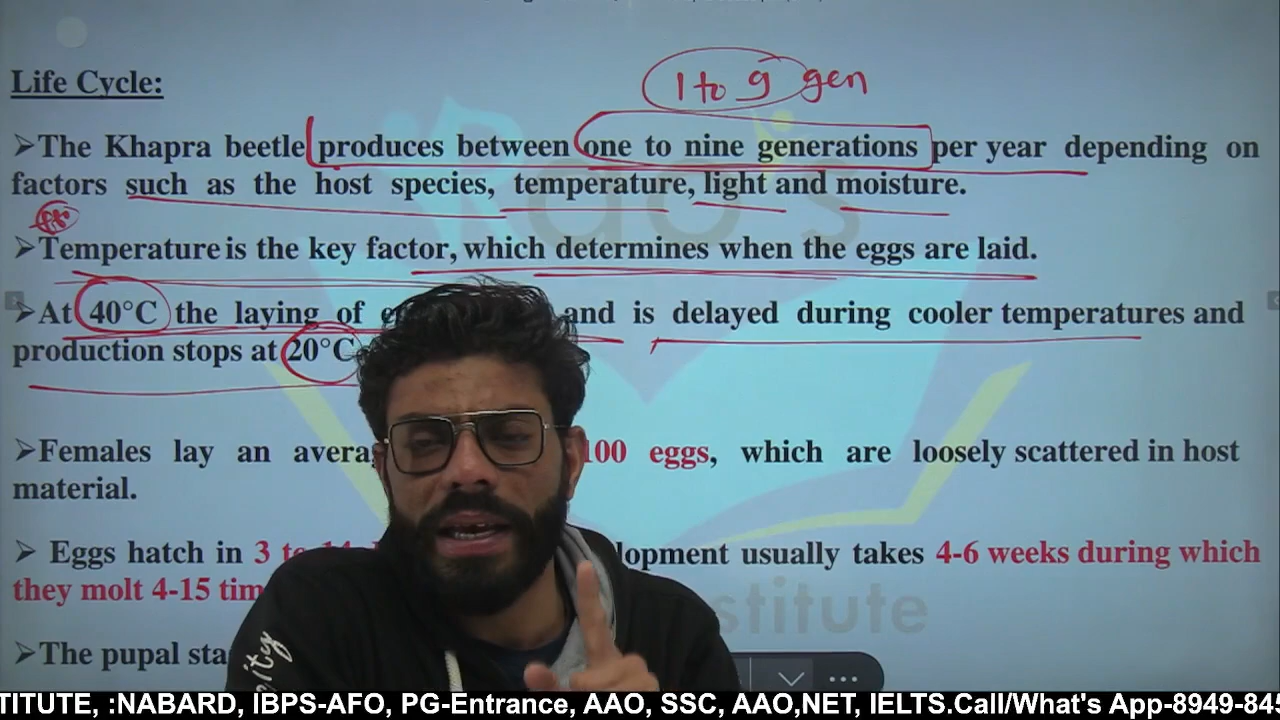 1 to 9 gen
Life Cycle:
➢The Khapra beetle produces between one to nine generations per year depending on
factors such as the host species, temperature, light and moisture.
➢Temperature is the key factor, which determines when the eggs are laid.
➢At 40°C the laying of and is delayed during cooler temperatures and
production stops at 20°C
➢Females lay an 100 eggs, which are loosely scattered in host
material.
➢ Eggs hatch in 3 usually takes 4-6 weeks during which
they molt 4-15
➢The pupal
TITUTE, :NABARD, IBPS-AFO, PG-Entrance, AAO, SSC, AAO,NET, IELTS.Call/What's App-8949-845